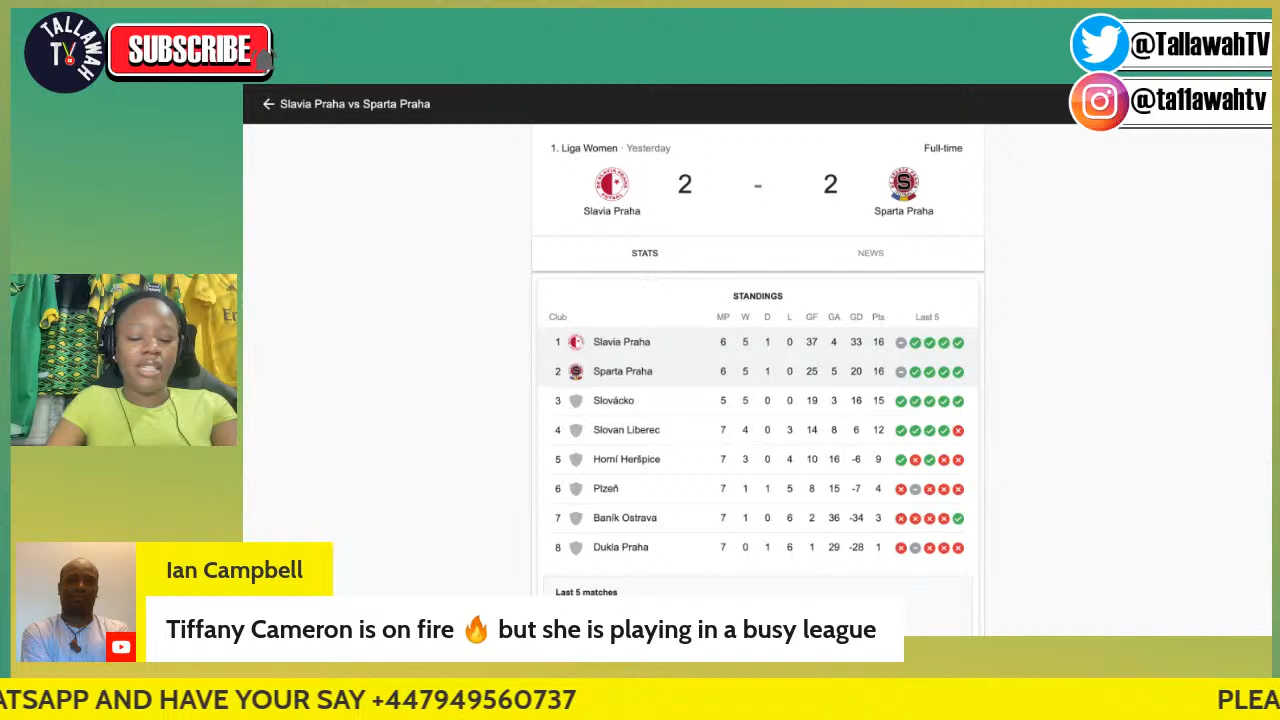 TALLAWAH
TV
SUBSCRIBE
@TallawahTV
@ta11awahtv
Slavia Praha vs Sparta Praha
1. Liga Women · Yesterday
Full-time
2 - 2
Slavia Praha
Sparta Praha
STATS
NEWS
STANDINGS
Club MP W D L GF GA GD Pts Last 5
1 Slavia Praha 6 5 1 0 37 4 33 16
2 Sparta Praha 6 5 1 0 25 5 20 16
3 Slovácko 5 5 0 0 19 3 16 15
4 Slovan Liberec 7 4 0 3 14 8 6 12
5 Horní Heršpice 7 3 0 4 10 16 -6 9
6 Plzeň 7 1 1 5 8 15 -7 4
7 Baník Ostrava 7 1 0 6 2 36 -34 3
8 Dukla Praha 7 0 1 6 1 29 -28 1
Last 5 matches
Ian Campbell
Tiffany Cameron is on fire 🔥 but she is playing in a busy league
ATSAPP AND HAVE YOUR SAY +447949560737
PLEA